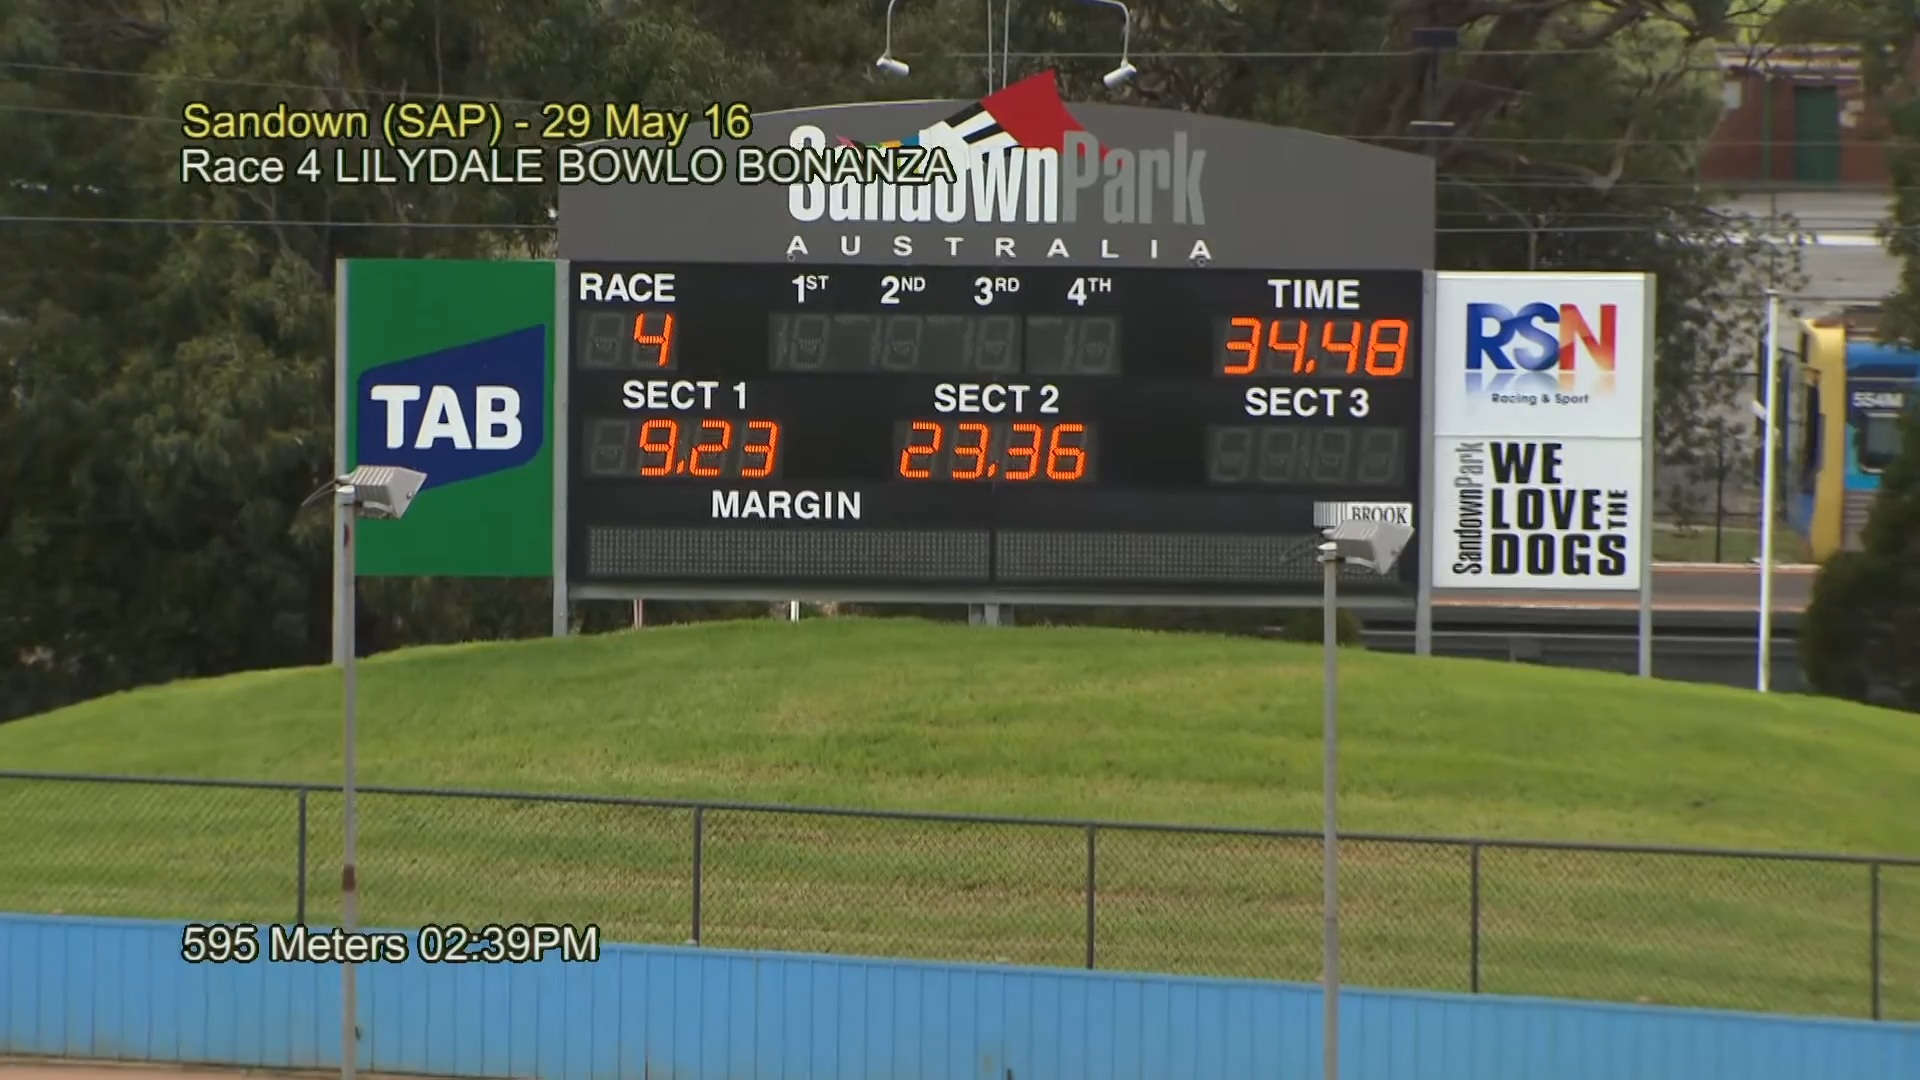 Sandown (SAP) - 29 May 16
Race 4 LILYDALE BOWLO BONANZA
SandownPark
AUSTRALIA
RACE 1ST 2ND 3RD 4TH TIME
4 34.48
SECT 1 SECT 2 SECT 3
9.23 23.36
MARGIN
BROOK
TAB
RSN
Racing & Sport
SandownPark
WE
LOVE THE
DOGS
554M
595 Meters 02:39PM